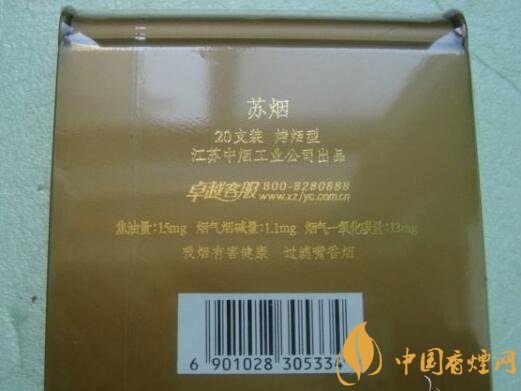 苏烟
20支装 烤烟型
江苏中烟工业公司出品
卓越客服 800-8280888
www.xzjyc.com.cn
焦油量:15mg 烟气烟碱量:1.1mg 烟气一氧化碳量:13mg
吸烟有害健康 过滤嘴香烟
6 901028 305334
中国香烟网